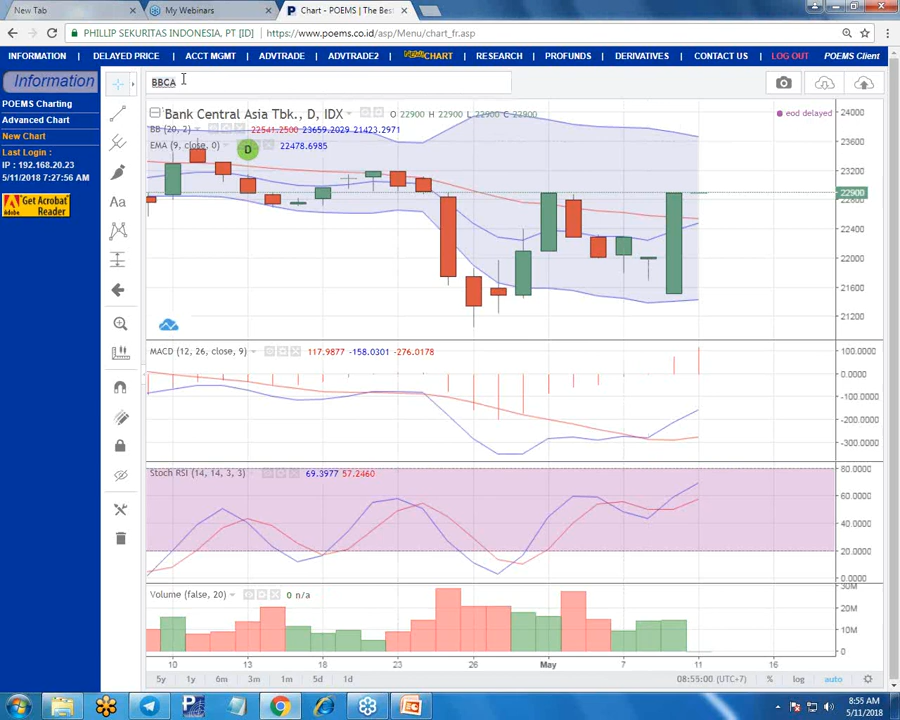 New Tab
My Webinars
Chart - POEMS | The Bes
PHILLIP SEKURITAS INDONESIA. PT [ID]
https://www.poems.co.id/asp/Menu/chart_fr.asp
INFORMATION DELAYED PRICE ACCT MGMT ADVTRADE ADVTRADE2 CHART RESEARCH PROFUNDS DERIVATIVES CONTACT US LOG OUT POEMS Client
Information
POEMS Charting
Advanced Chart
New Chart
Last Login :
IP : 192.168.20.23
5/11/2018 7:27:56 AM
Get Acrobat
Reader
Adobe
BBCA
Aa
Bank Central Asia Tbk., D, IDX
O 22900 H 22900 L 22900 C 22900
eod delayed
BB (20, 2) 22541.2500 23659.2029 21423.2971
EMA (9, close, 0) 22478.6985
D
24000
23600
23200
22900
22800
22400
22000
21600
21200
MACD (12, 26, close, 9) 117.9877 -158.0301 -276.0178
100.0000
0.0000
-100.0000
-200.0000
-300.0000
Stoch RSI (14, 14, 3, 3) 69.3977 57.2460
80.0000
60.0000
40.0000
20.0000
0.0000
Volume (false, 20) 0 n/a
30M
20M
10M
0
10 13 18 23 26 May 7 11 16
5y 1y 6m 3m 1m 5d 1d
08:55:00 (UTC+7) % log auto
8:55 AM
5/11/2018